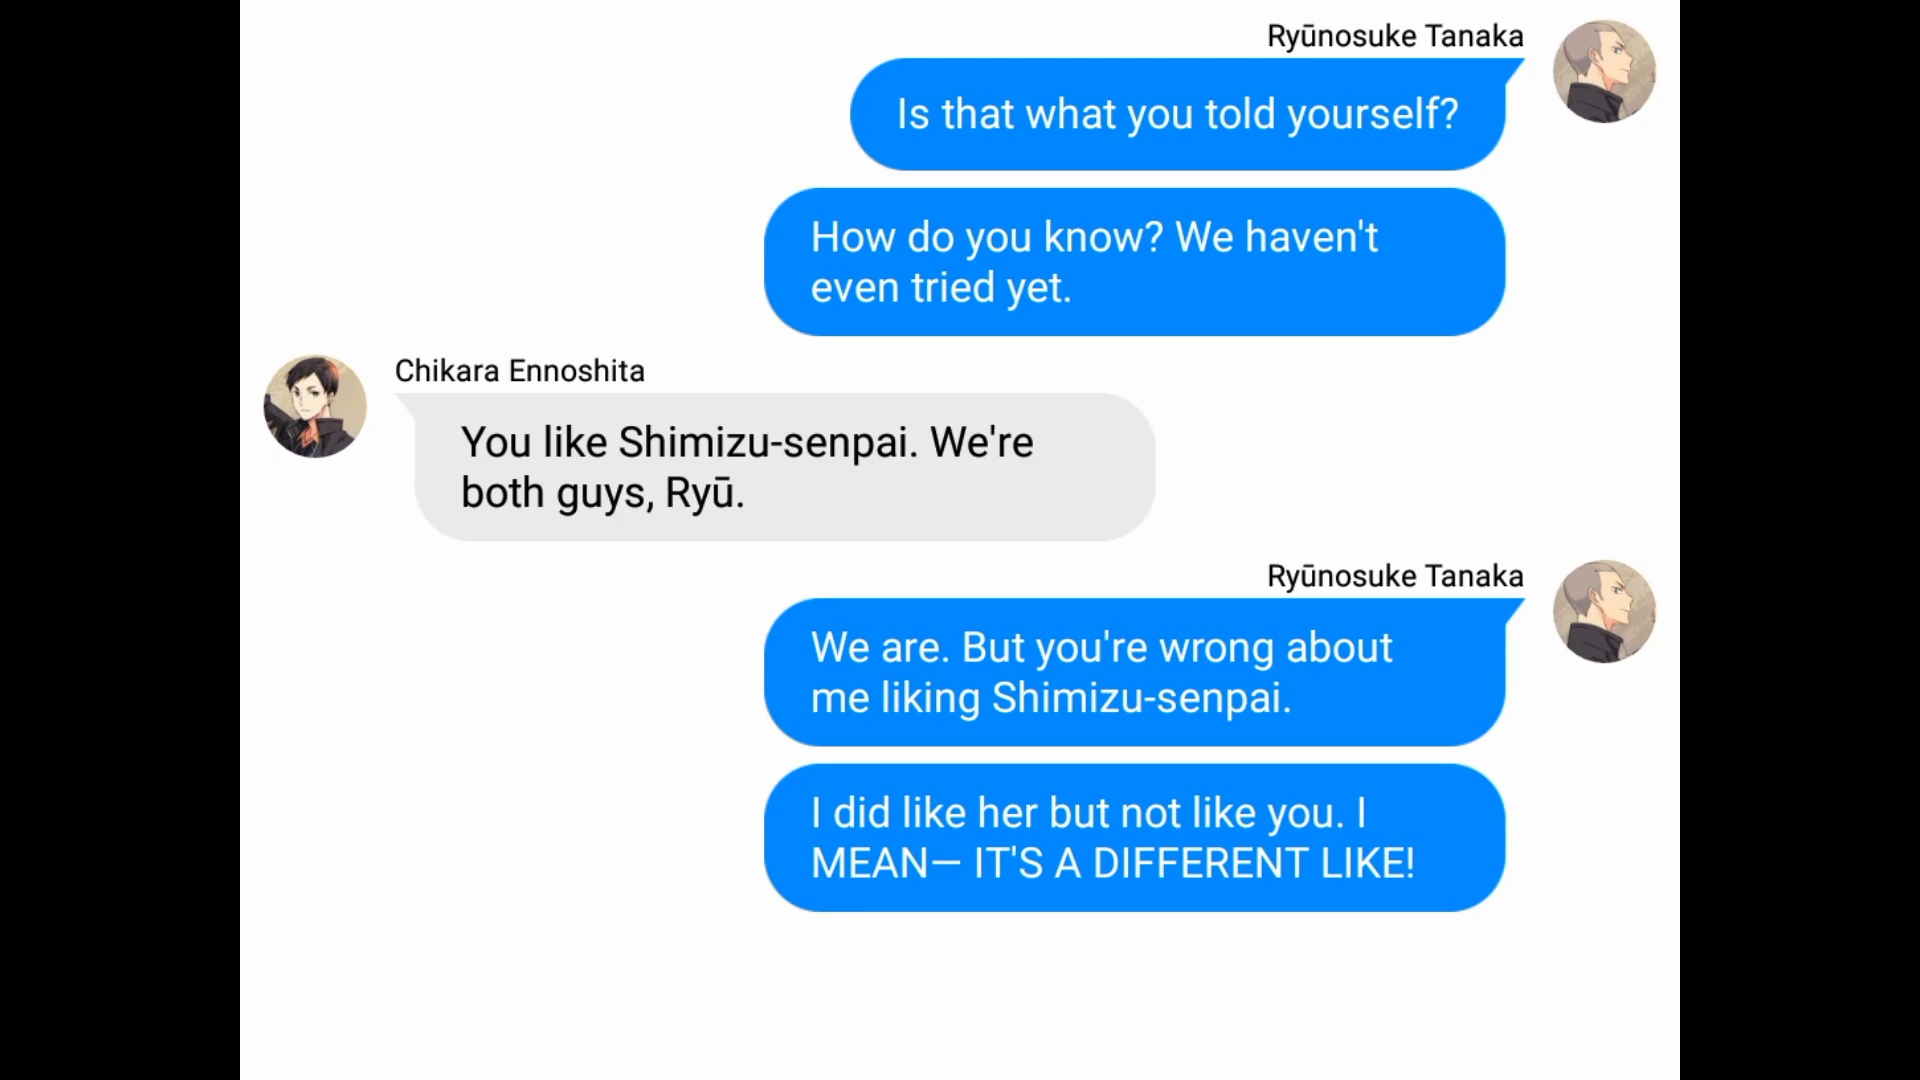 Ryūnosuke Tanaka
Is that what you told yourself?
How do you know? We haven't
even tried yet.
Chikara Ennoshita
You like Shimizu-senpai. We're
both guys, Ryū.
Ryūnosuke Tanaka
We are. But you're wrong about
me liking Shimizu-senpai.
I did like her but not like you. I
MEAN— IT'S A DIFFERENT LIKE!